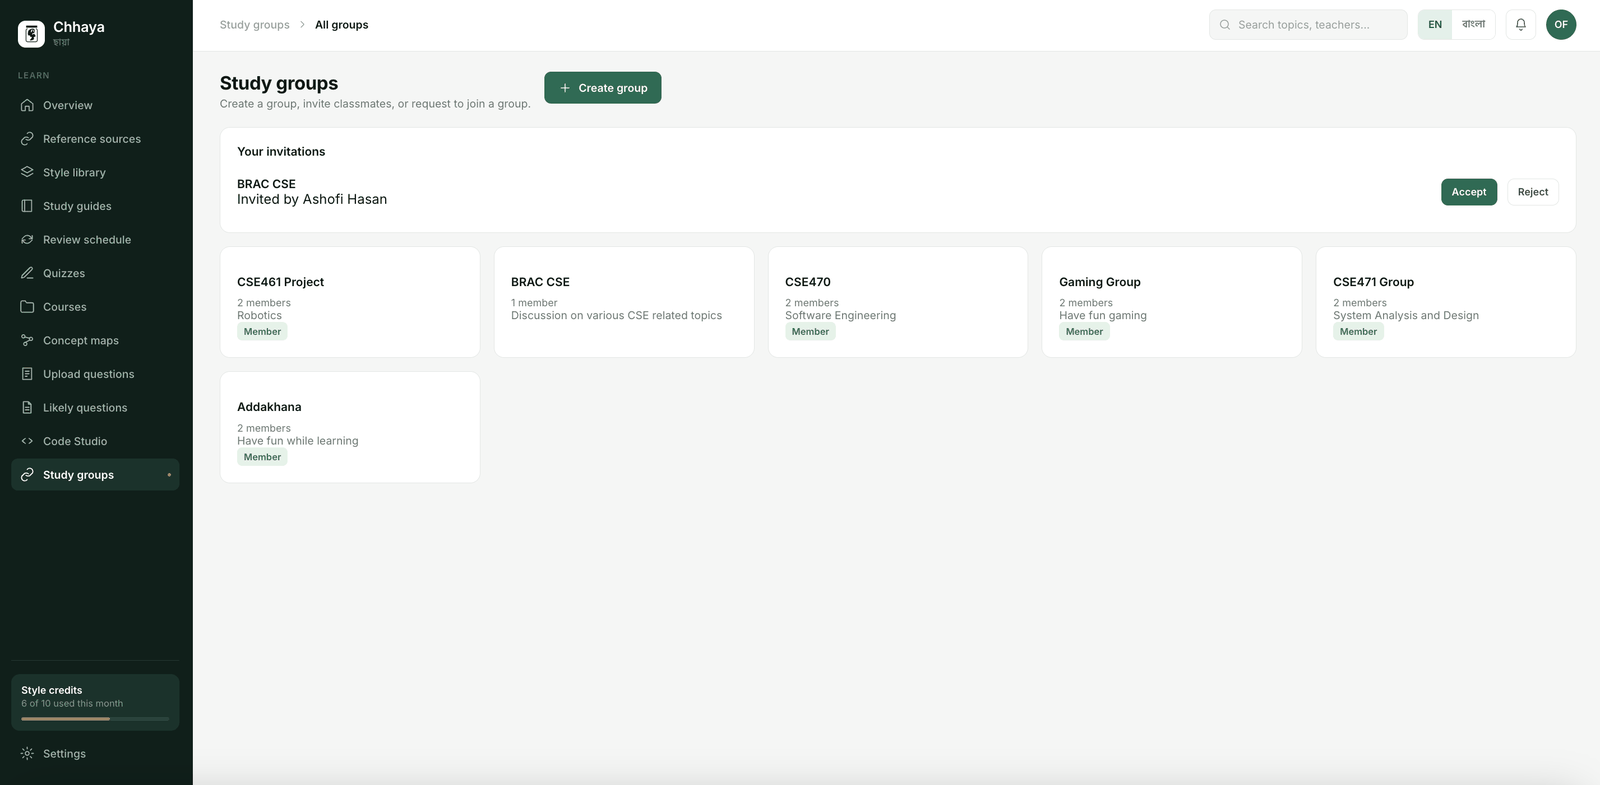 Chhaya
ছায়া
LEARN
Overview
Reference sources
Style library
Study guides
Review schedule
Quizzes
Courses
Concept maps
Upload questions
Likely questions
Code Studio
Study groups
Style credits
6 of 10 used this month
Settings
Study groups > All groups
Search topics, teachers...
EN
বাংলা
OF
Study groups
Create a group, invite classmates, or request to join a group.
+ Create group
Your invitations
BRAC CSE
Invited by Ashofi Hasan
Accept
Reject
CSE461 Project
2 members
Robotics
Member
BRAC CSE
1 member
Discussion on various CSE related topics
CSE470
2 members
Software Engineering
Member
Gaming Group
2 members
Have fun gaming
Member
CSE471 Group
2 members
System Analysis and Design
Member
Addakhana
2 members
Have fun while learning
Member